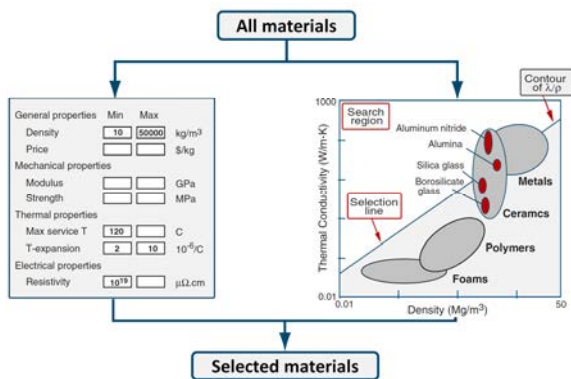 All materials
General properties Min Max
Density 10 50000 kg/m³
Price $/kg
Mechanical properties
Modulus GPa
Strength MPa
Thermal properties
Max service T 120 C
T-expansion 2 10 10⁻⁶/C
Electrical properties
Resistivity 10¹⁹ μΩ.cm
Contour
of λ/ρ
1000
Search
region
Aluminum nitride
Alumina
Silica glass
Borosilicate
glass
Metals
Ceramcs
Selection
line
Polymers
Foams
Thermal Conductivity (W/m-K)
0.01
0.01
50
Density (Mg/m³)
Selected materials